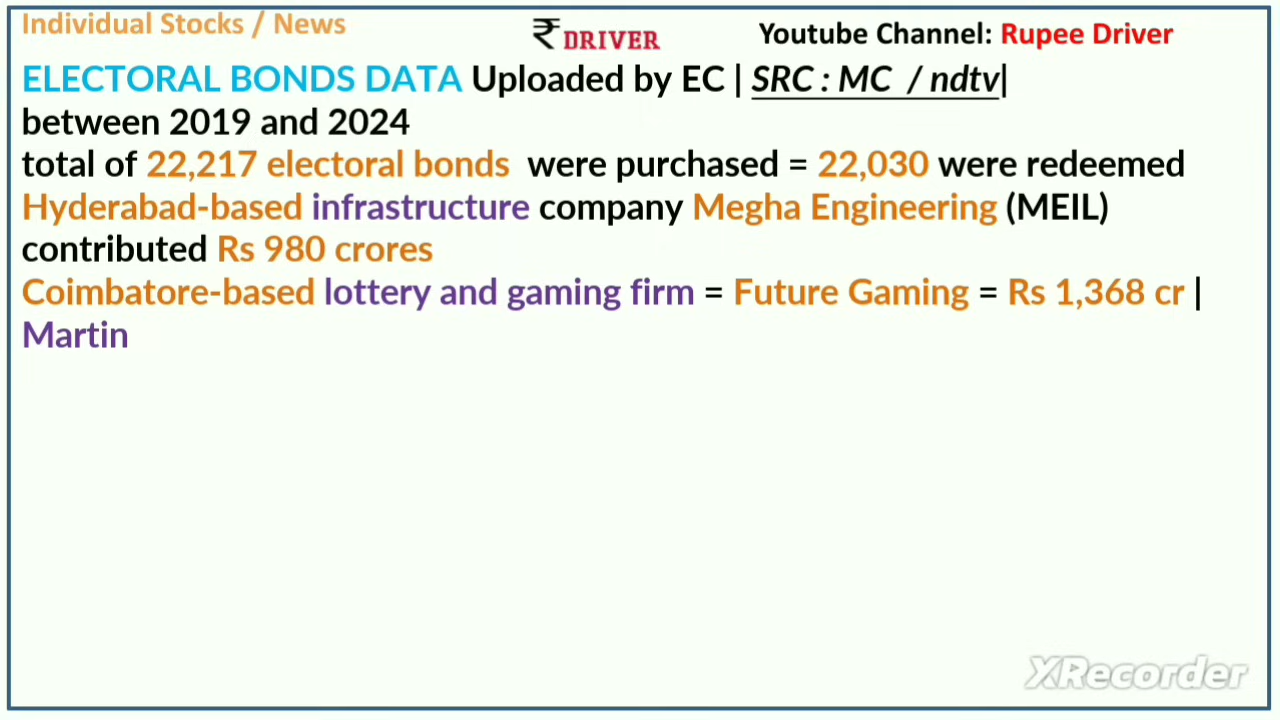 Individual Stocks / News
₹ DRIVER
Youtube Channel: Rupee Driver
ELECTORAL BONDS DATA Uploaded by EC | SRC : MC / ndtv|
between 2019 and 2024
total of 22,217 electoral bonds were purchased = 22,030 were redeemed
Hyderabad-based infrastructure company Megha Engineering (MEIL)
contributed Rs 980 crores
Coimbatore-based lottery and gaming firm = Future Gaming = Rs 1,368 cr |
Martin
XRecorder